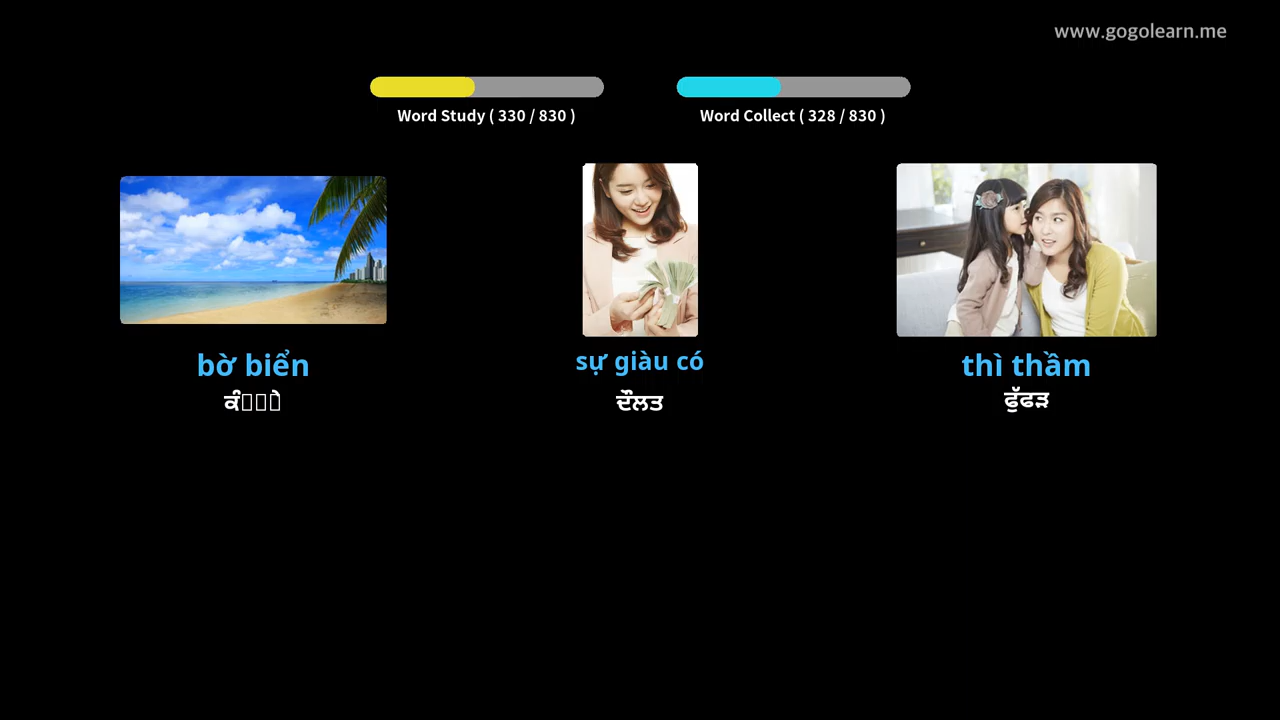 www.gogolearn.me
Word Study ( 330 / 830 )
Word Collect ( 328 / 830 )
bờ biển
sự giàu có
thì thầm
ਦੌਲਤ
ਫੁੱਫੜ